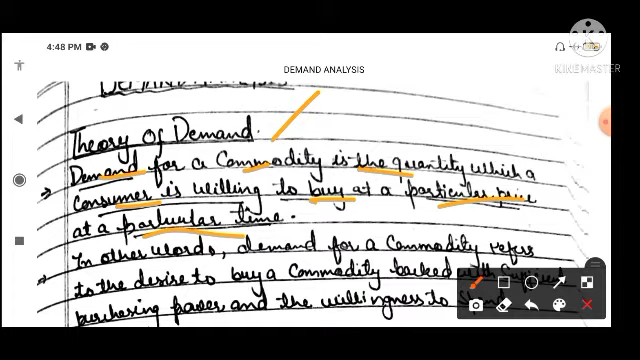 4:48 PM
KINEMASTER
DEMAND ANALYSIS
Theory of Demand.
Demand for a Commodity is the quantity which a
consumer is willing to buy at a particular price
at a particular time.
In other words, demand for a Commodity refers
to the desire to buy a Commodity backed with
purchasing power and the willingness to